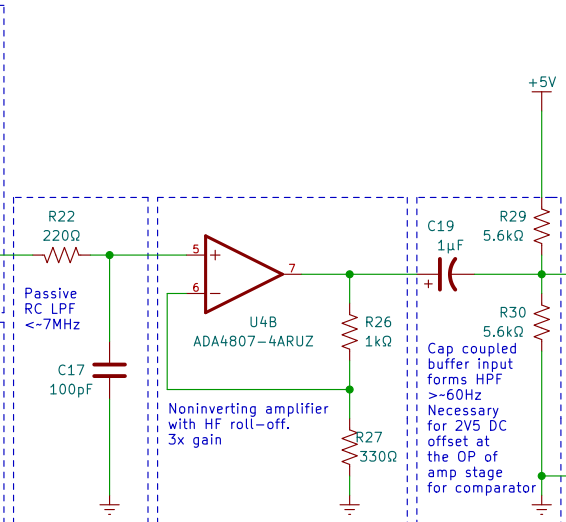 +5V
R22
220Ω
C19
1µF
R29
5.6kΩ
5
+
7
6
−
+
Passive
RC LPF
<~7MHz
U4B
ADA4807-4ARUZ
R26
1kΩ
R30
5.6kΩ
C17
100pF
Cap coupled
buffer input
forms HPF
>~60Hz
Necessary
for 2V5 DC
offset at
the OP of
amp stage
for comparator
Noninverting amplifier
with HF roll-off.
3x gain
R27
330Ω